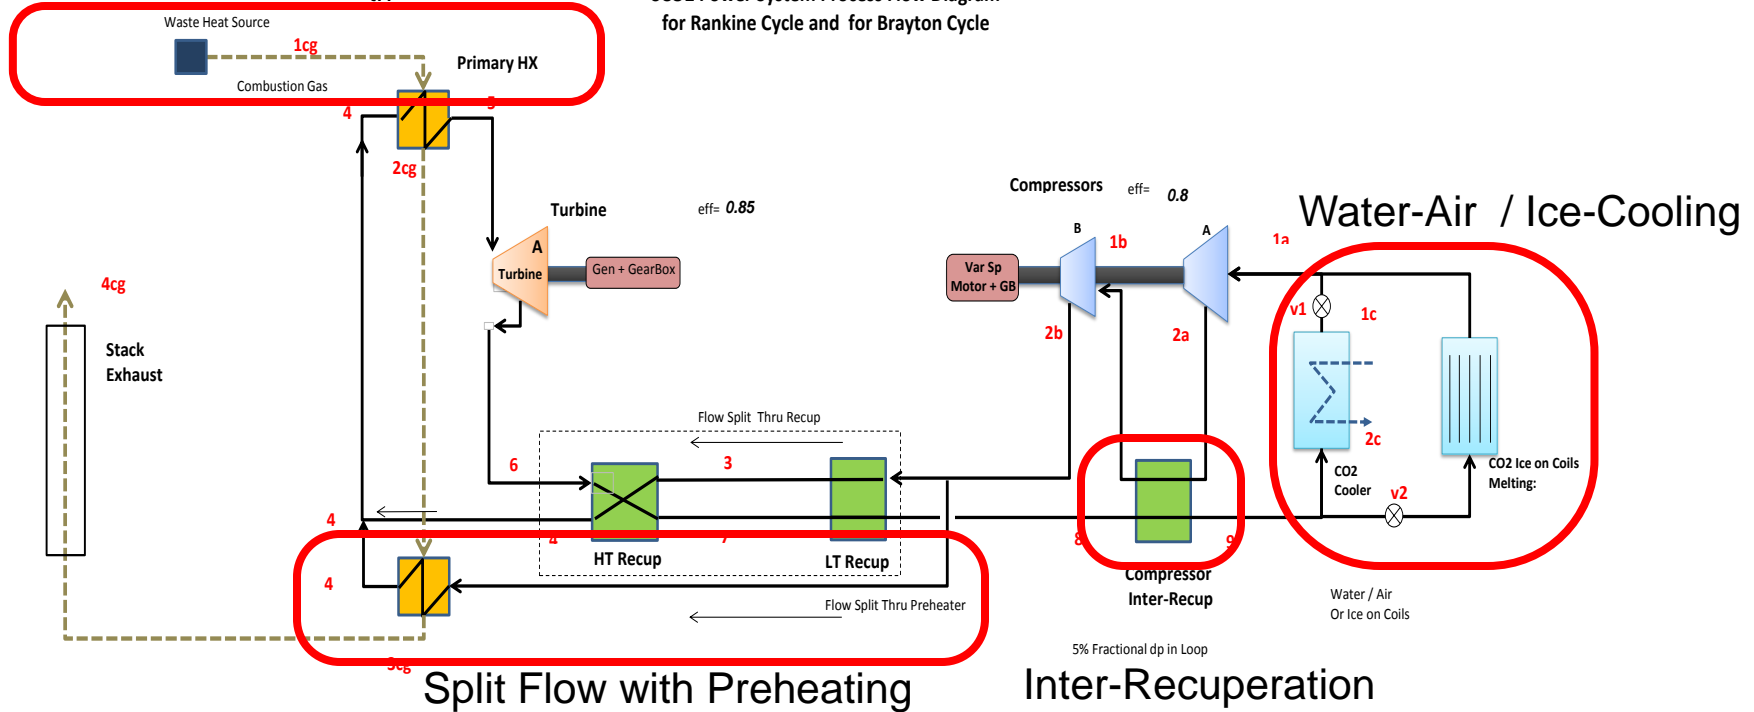 for Rankine Cycle and  for Brayton Cycle
Waste Heat Source
1cg
Primary HX
Combustion Gas
4
5
2cg
Compressors
eff=
0.8
Turbine
eff=
0.85
Water-Air  / Ice-Cooling
B
A
1b
1a
A
Turbine
Gen + GearBox
Var Sp
Motor + GB
4cg
v1
1c
2b
2a
Stack
Exhaust
Flow Split  Thru Recup
2c
6
3
CO2
Cooler
CO2 Ice on Coils
Melting:
v2
4
4
7
8
9
HT Recup
LT Recup
Compressor
Inter-Recup
4
Flow Split Thru Preheater
Water / Air
Or Ice on Coils
3cg
5% Fractional dp in Loop
Split Flow with Preheating
Inter-Recuperation